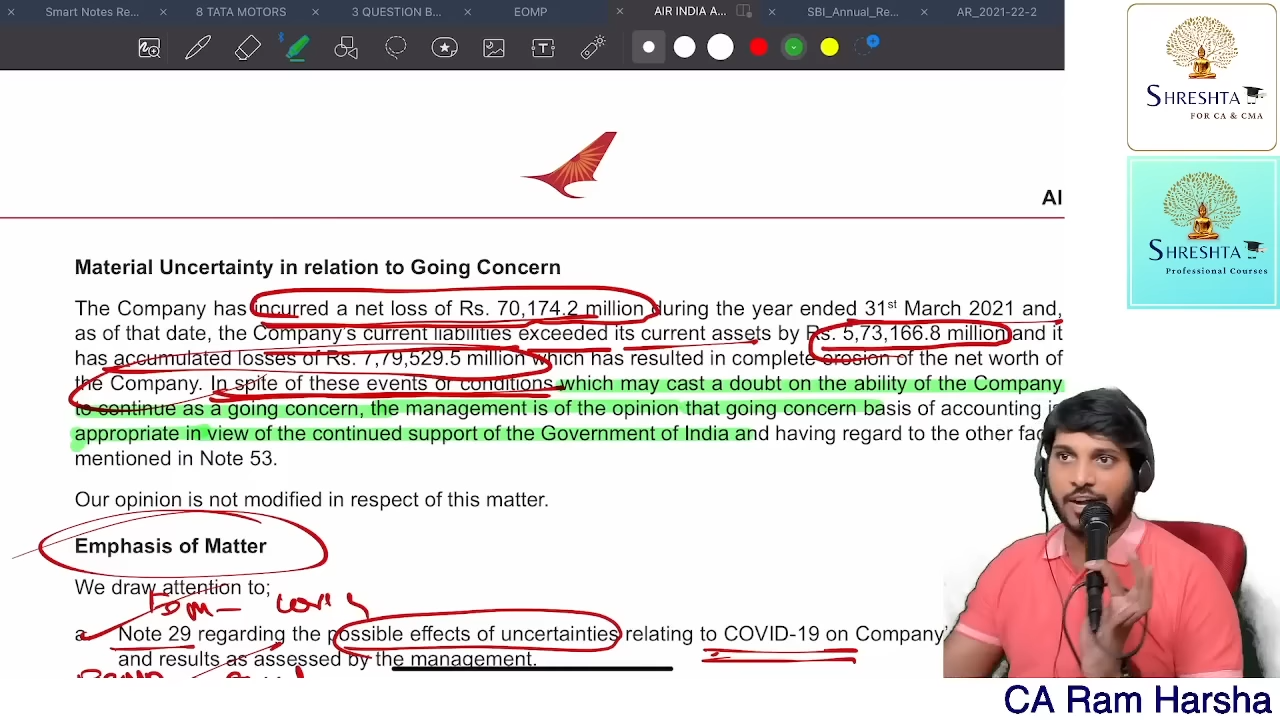 Smart Notes Re...
8 TATA MOTORS
3 QUESTION B...
EOMP
AIR INDIA A...
SBI_Annual_Re...
AR_2021-22-2
SHRESHTA
FOR CA & CMA
SHRESHTA
Professional Courses
AI
Material Uncertainty in relation to Going Concern
The Company has incurred a net loss of Rs. 70,174.2 million during the year ended 31st March 2021 and,
as of that date, the Company's current liabilities exceeded its current assets by Rs. 5,73,166.8 million and it
has accumulated losses of Rs. 7,79,529.5 million which has resulted in complete erosion of the net worth of
the Company. In spite of these events or conditions which may cast a doubt on the ability of the Company
to continue as a going concern, the management is of the opinion that going concern basis of accounting
appropriate in view of the continued support of the Government of India and having regard to the other
mentioned in Note 53.
Our opinion is not modified in respect of this matter.
Emphasis of Matter
We draw attention to;
a. Note 29 regarding the possible effects of uncertainties relating to COVID-19 on Company'
and results as assessed by the management.
CA Ram Harsha